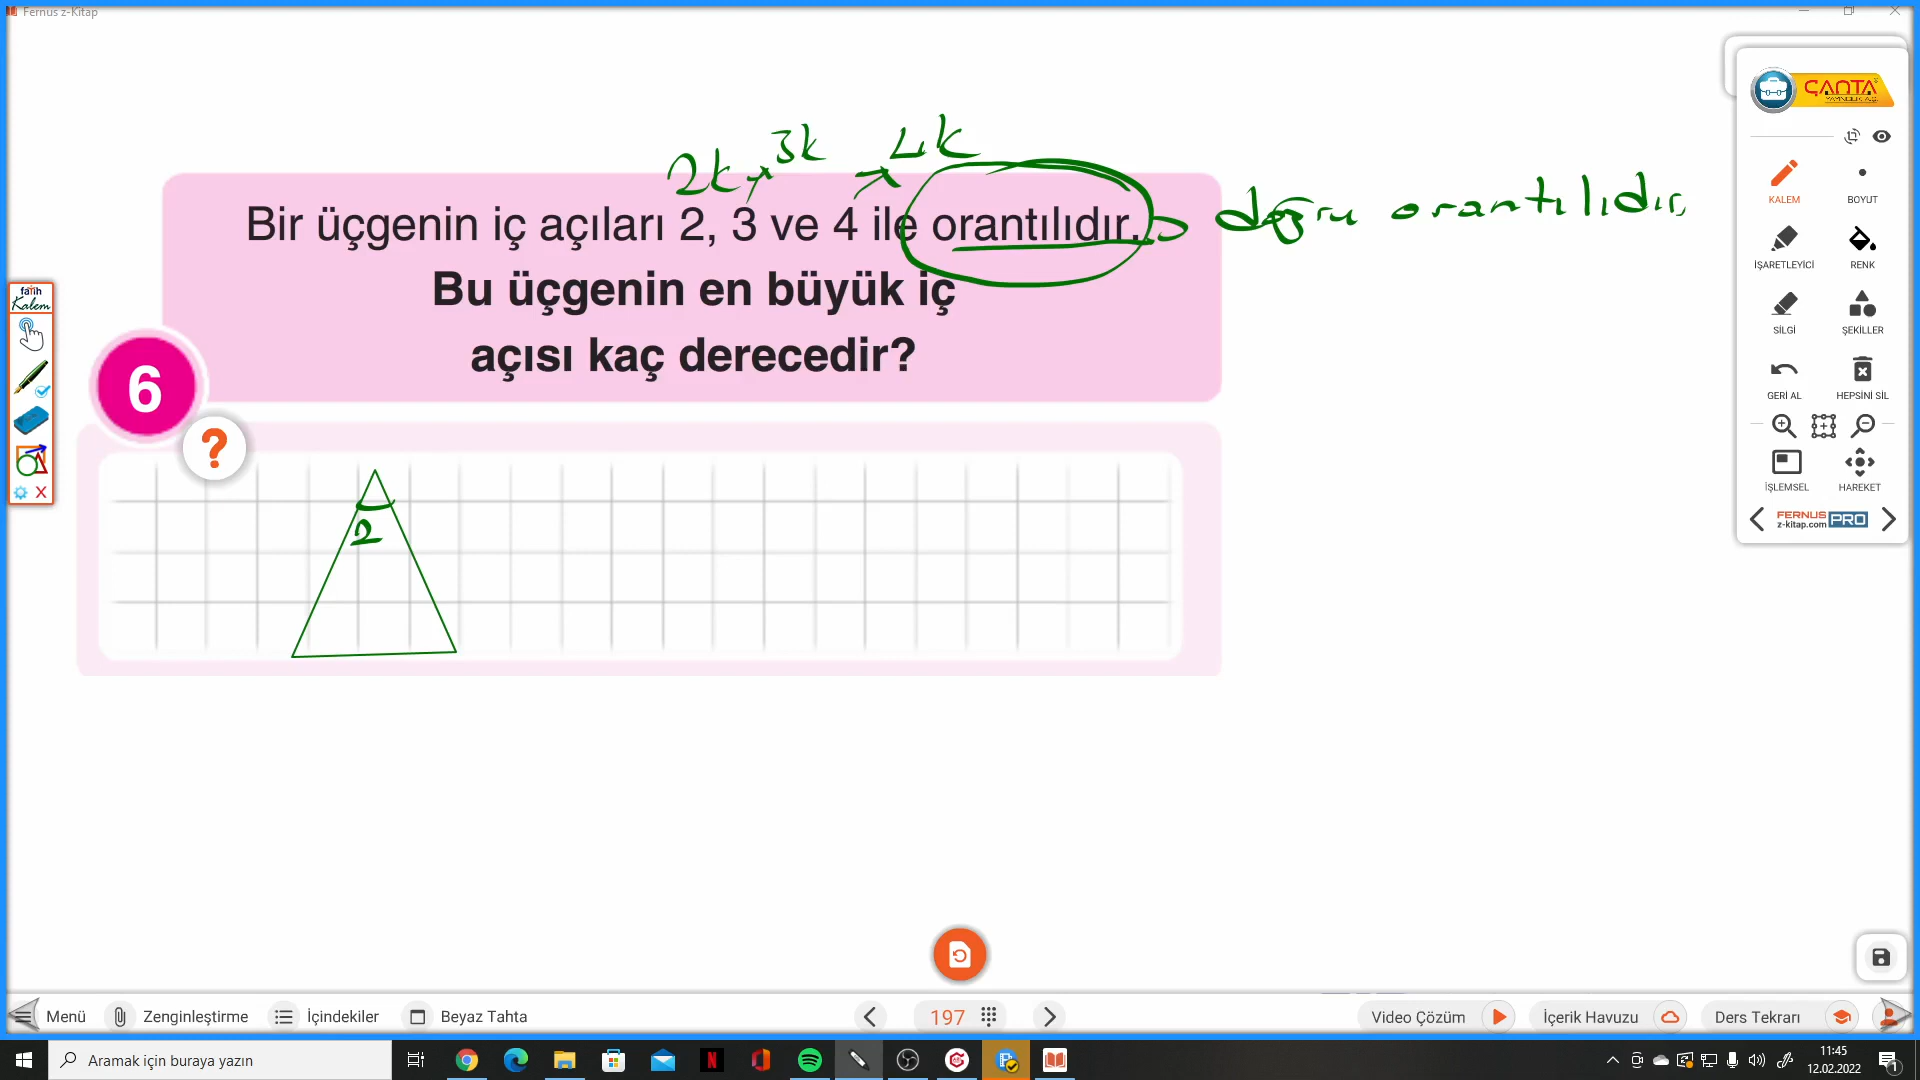 Fernus z-Kitap
ÇANTA
YAYINCILIK A.Ş.
2k, 3k 4k
Bir üçgenin iç açıları 2, 3 ve 4 ile orantılıdır.
doğru orantılıdır.
Bu üçgenin en büyük iç
açısı kaç derecedir?
6
?
2
fatih
Kalem
KALEM BOYUT
İŞARETLEYİCİ RENK
SİLGİ ŞEKİLLER
GERİ AL HEPSİNİ SİL
İŞLEMSEL HAREKET
FERNUS
z-kitap.com PRO
Menü Zenginleştirme İçindekiler Beyaz Tahta 197 Video Çözüm İçerik Havuzu Ders Tekrarı
Aramak için buraya yazın
11:45
12.02.2022
1